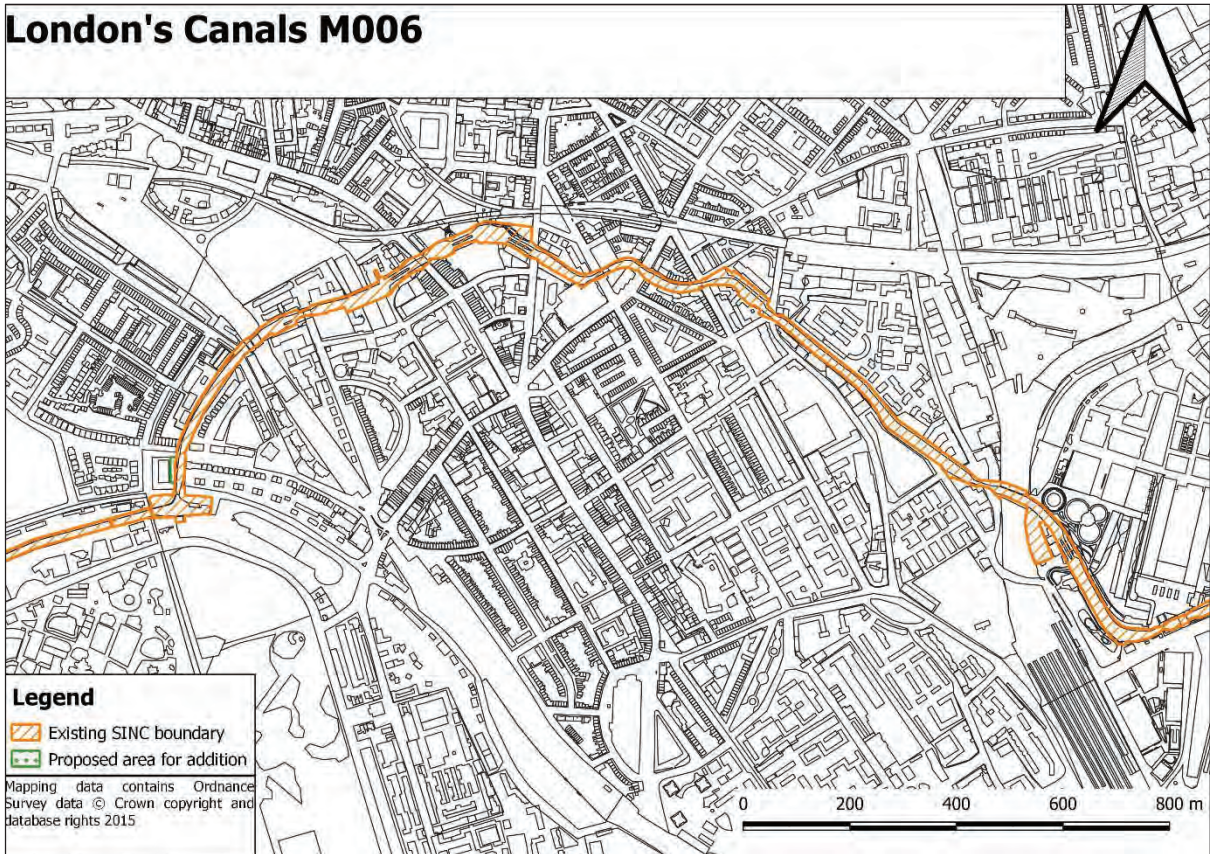 London's Canals M006
Legend
Existing SINC boundary
Proposed area for addition
Mapping data contains Ordnance
Survey data © Crown copyright and
database rights 2015
0 200 400 600 800 m